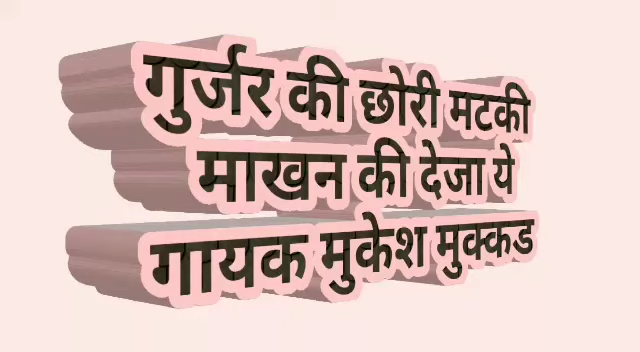 गुर्जर की छोरी मटकी
माखन की देजा ये
गायक मुकेश मुक्कड